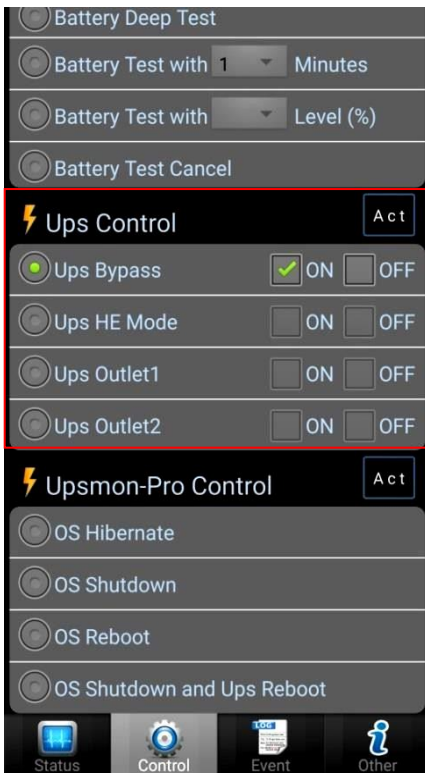 Battery Deep Test
Battery Test with 1 Minutes
Battery Test with Level (%)
Battery Test Cancel
Ups Control Act
Ups Bypass ON OFF
Ups HE Mode ON OFF
Ups Outlet1 ON OFF
Ups Outlet2 ON OFF
Upsmon-Pro Control Act
OS Hibernate
OS Shutdown
OS Reboot
OS Shutdown and Ups Reboot
LOG
Status Control Event Other